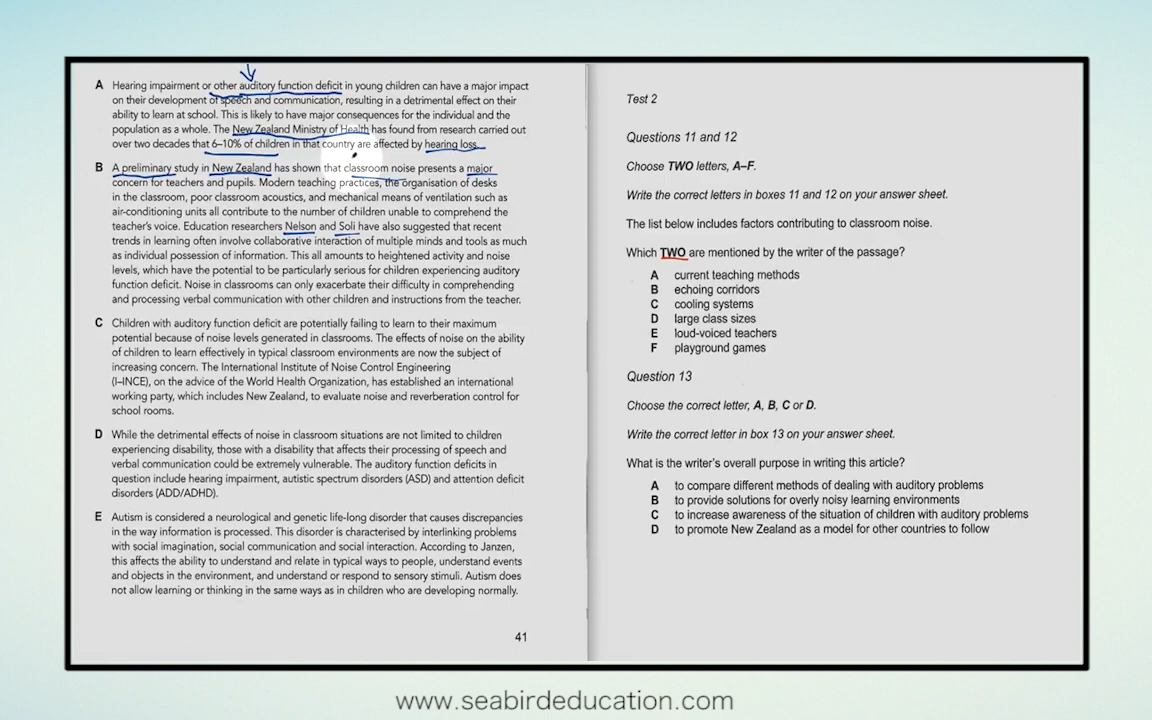 A Hearing impairment or other auditory function deficit in young children can have a major impact
on their development of speech and communication, resulting in a detrimental effect on their
ability to learn at school. This is likely to have major consequences for the individual and the
population as a whole. The New Zealand Ministry of Health has found from research carried out
over two decades that 6–10% of children in that country are affected by hearing loss.
B A preliminary study in New Zealand has shown that classroom noise presents a major
concern for teachers and pupils. Modern teaching practices, the organisation of desks
in the classroom, poor classroom acoustics, and mechanical means of ventilation such as
air-conditioning units all contribute to the number of children unable to comprehend the
teacher's voice. Education researchers Nelson and Soli have also suggested that recent
trends in learning often involve collaborative interaction of multiple minds and tools as much
as individual possession of information. This all amounts to heightened activity and noise
levels, which have the potential to be particularly serious for children experiencing auditory
function deficit. Noise in classrooms can only exacerbate their difficulty in comprehending
and processing verbal communication with other children and instructions from the teacher.
C Children with auditory function deficit are potentially failing to learn to their maximum
potential because of noise levels generated in classrooms. The effects of noise on the ability
of children to learn effectively in typical classroom environments are now the subject of
increasing concern. The International Institute of Noise Control Engineering
(I–INCE), on the advice of the World Health Organization, has established an international
working party, which includes New Zealand, to evaluate noise and reverberation control for
school rooms.
D While the detrimental effects of noise in classroom situations are not limited to children
experiencing disability, those with a disability that affects their processing of speech and
verbal communication could be extremely vulnerable. The auditory function deficits in
question include hearing impairment, autistic spectrum disorders (ASD) and attention deficit
disorders (ADD/ADHD).
E Autism is considered a neurological and genetic life-long disorder that causes discrepancies
in the way information is processed. This disorder is characterised by interlinking problems
with social imagination, social communication and social interaction. According to Janzen,
this affects the ability to understand and relate in typical ways to people, understand events
and objects in the environment, and understand or respond to sensory stimuli. Autism does
not allow learning or thinking in the same ways as in children who are developing normally.
41
Test 2
Questions 11 and 12
Choose TWO letters, A–F.
Write the correct letters in boxes 11 and 12 on your answer sheet.
The list below includes factors contributing to classroom noise.
Which TWO are mentioned by the writer of the passage?
A current teaching methods
B echoing corridors
C cooling systems
D large class sizes
E loud-voiced teachers
F playground games
Question 13
Choose the correct letter, A, B, C or D.
Write the correct letter in box 13 on your answer sheet.
What is the writer's overall purpose in writing this article?
A to compare different methods of dealing with auditory problems
B to provide solutions for overly noisy learning environments
C to increase awareness of the situation of children with auditory problems
D to promote New Zealand as a model for other countries to follow
www.seabirdeducation.com